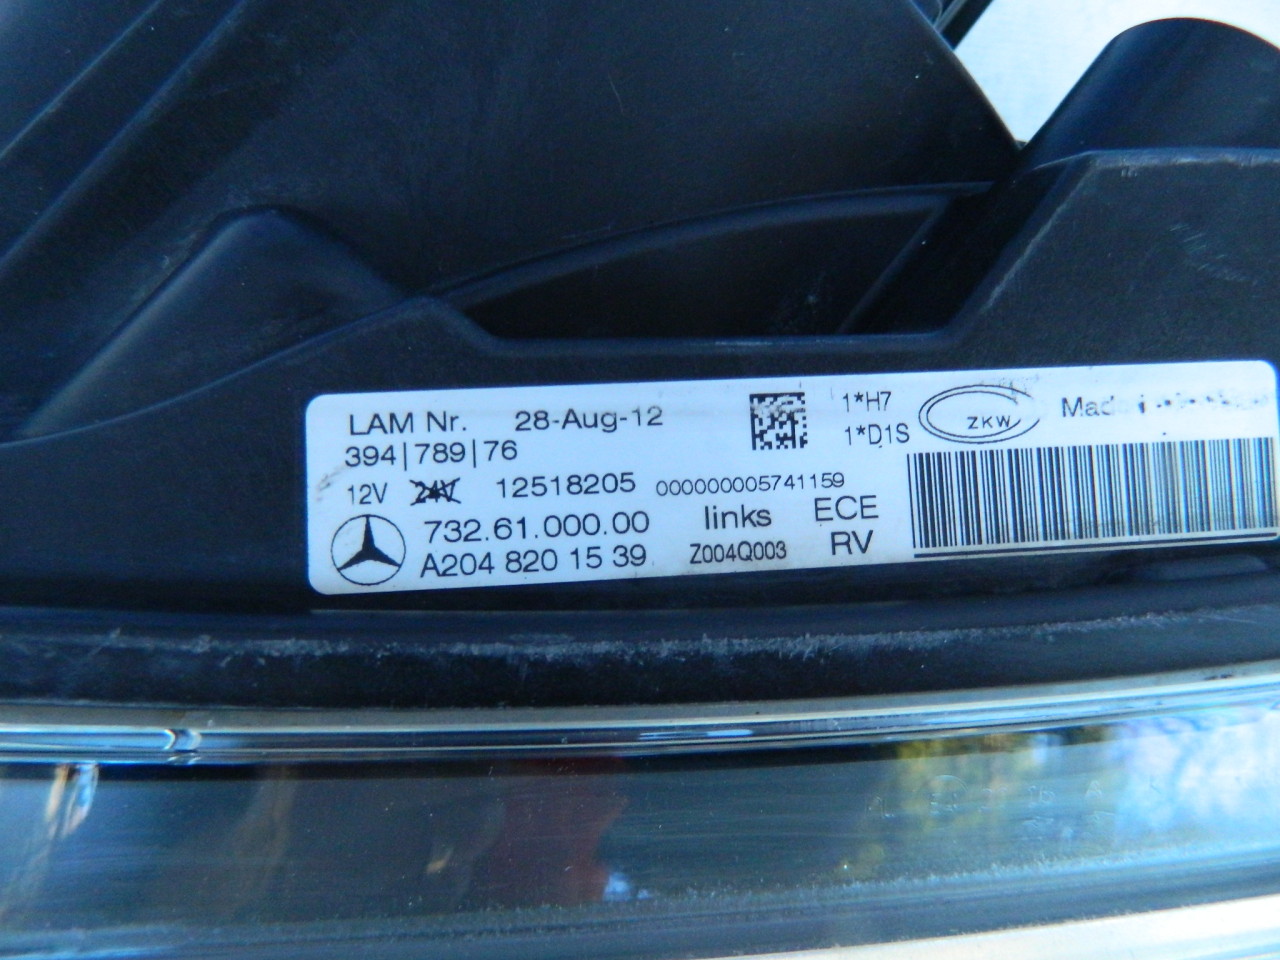 LAM Nr. 28-Aug-12
394|789|76
12V 24V 12518205 000000005741159
732.61.000.00 links ECE
A204 820 15 39 Z004Q003 RV
1*H7
1*D1S
ZKW
Made